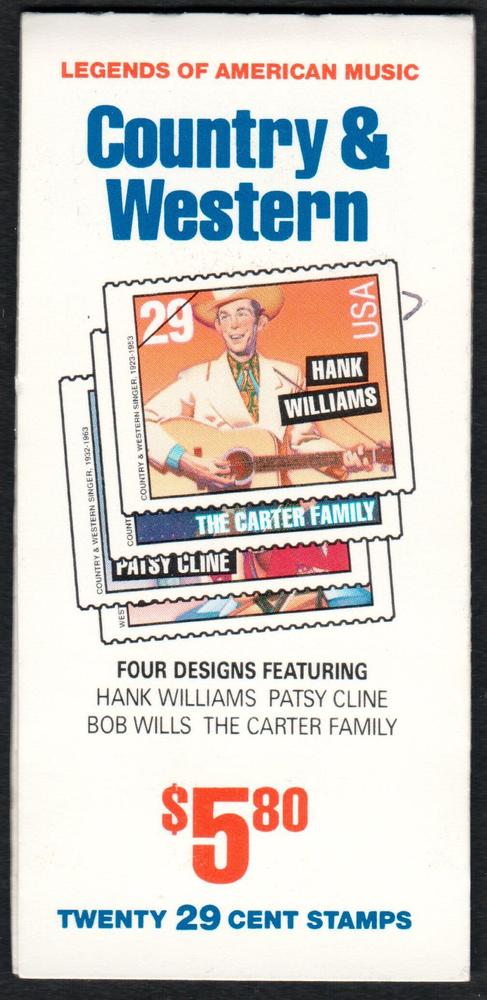 LEGENDS OF AMERICAN MUSIC
Country &
Western
29
USA
HANK
WILLIAMS
COUNTRY & WESTERN SINGER, 1923-1953
COUNTRY & WESTERN SINGER, 1932-1963
COUNT
THE CARTER FAMILY
PATSY CLINE
WES
FOUR DESIGNS FEATURING
HANK WILLIAMS PATSY CLINE
BOB WILLS THE CARTER FAMILY
$5 80
TWENTY 29 CENT STAMPS